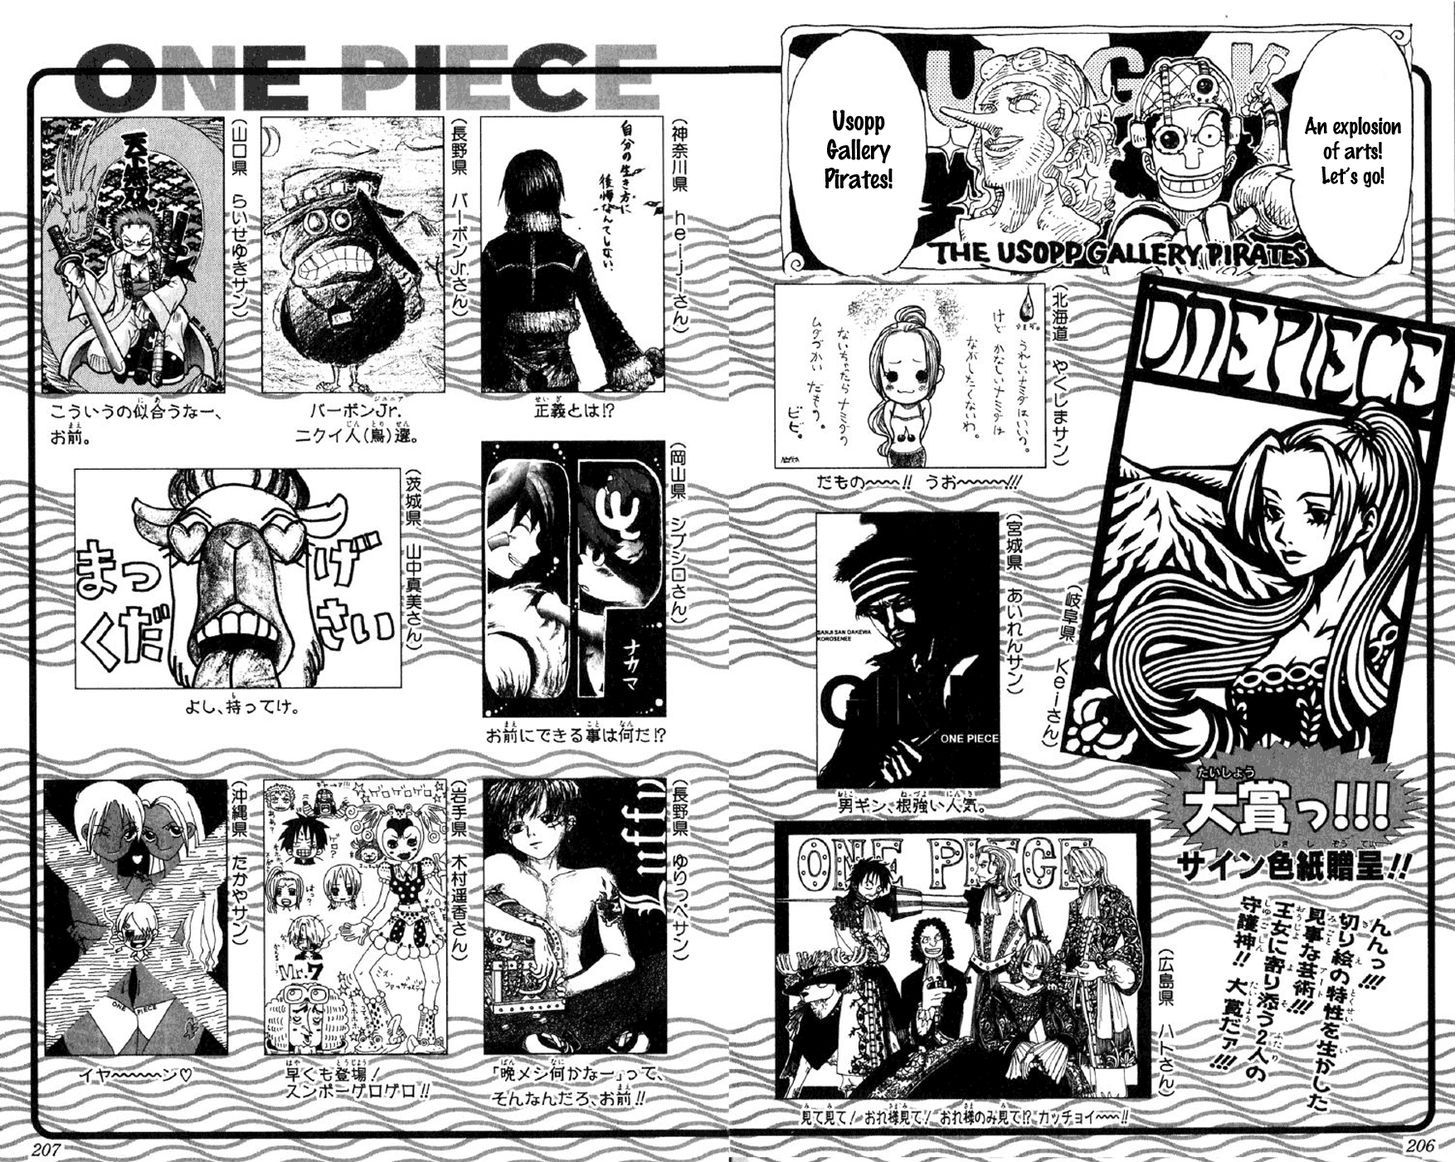 ONE PIECE
UGK
Usopp
Gallery
Pirates!
An explosion
of arts!
Let's go!
THE USOPP GALLERY PIRATES
(北海道 やくしまサン)
うれしいナミダはいい。
けど かなしいナミダは
ながしたくないわ。
ないちゃたらナミダの
ムダづかい だもの。
ビビ。
だもの〜〜〜!! うお〜〜〜〜!!!
ONE PIECE
(岐阜県 Keiさん)
大賞っ!!!
サイン色紙贈呈!!
んんっ!!!
切り絵の特性を生かした
見事な芸術!!!
王女に寄り添う2人の
守護神!! 大賞だァ!!!
(宮城県 あいれんサン)
SANJI SAN OAKEWA
KOROSENEE
ONE PIECE
男ギン、根強い人気。
ONE PIECE
(広島県 ハトさん)
見て見て! おれ様見て! おれ様のみ見て!? カッチョイ〜〜!!
206
(神奈川県 heiJiさん)
自分の生き方に
後悔なんてしない、
正義とは!?
(長野県 バーボンJr.さん)
バーボンJr.
ニクイ人(鳥)選。
(山口県 らいせゆきサン)
こういうの似合うなー、
お前。
(岡山県 ジプシロさん)
ナカマ
お前にできる事は何だ!?
(茨城県 山中真美さん)
まっ
くだ
げ
さい
よし、持ってけ。
(長野県 ゆりっぺサン)
Luffy
「晩メシ何かなー」って、
そんなんだろ、お前!!
(岩手県 木村遥香さん)
ゲロゲロゲロ
Mr.7
早くも登場!
スンボーゲログロ!!
(沖縄県 たかやサン)
ONE PIECE
イヤ〜〜〜〜ン♡
207